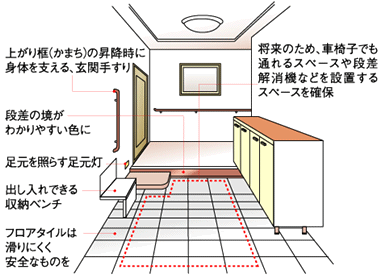 上がり框(かまち)の昇降時に
身体を支える、玄関手すり
将来のため、車椅子でも
通れるスペースや段差
解消機などを設置する
スペースを確保
段差の境が
わかりやすい色に
足元を照らす足元灯
出し入れできる
収納ベンチ
フロアタイルは
滑りにくく
安全なものを